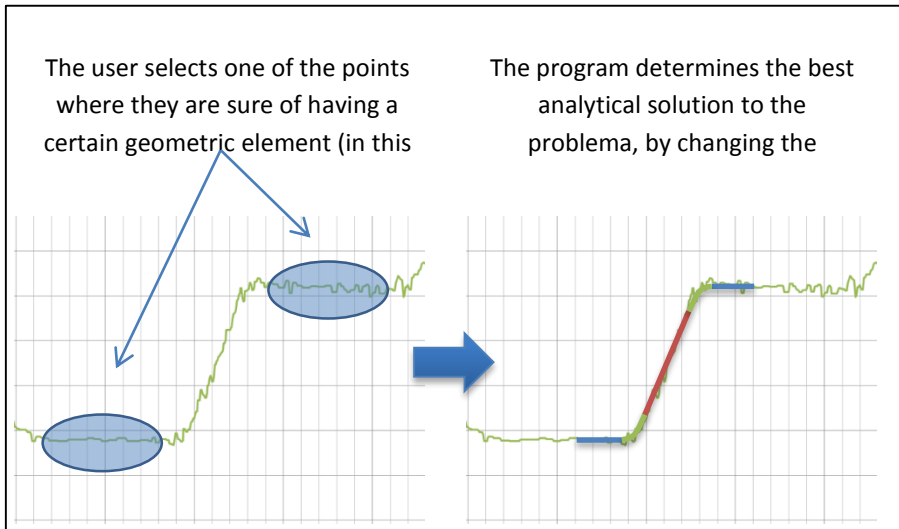 The user selects one of the points
where they are sure of having a
certain geometric element (in this
The program determines the best
analytical solution to the
problema, by changing the